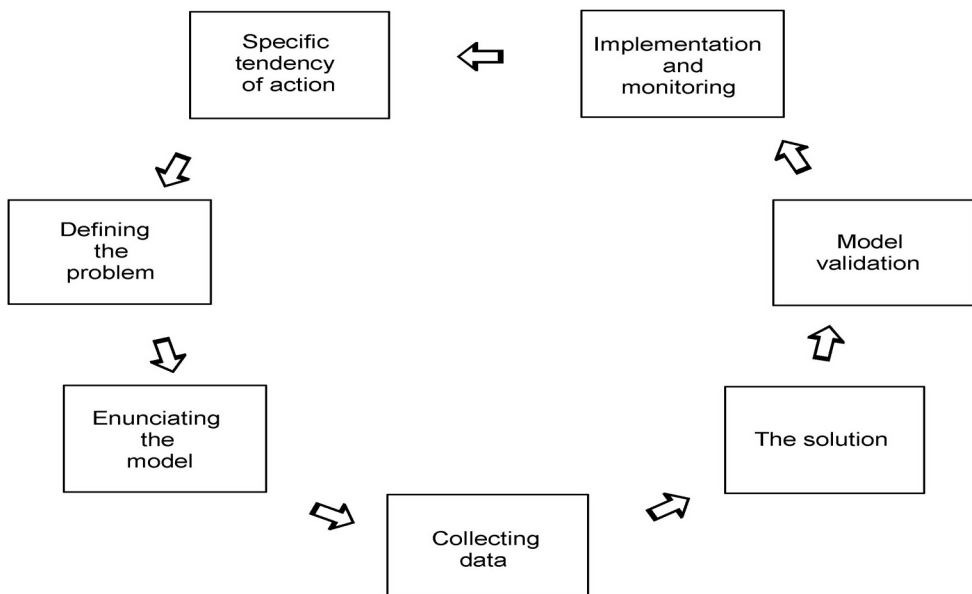 Specific
tendency
of action
Implementation
and
monitoring
Defining
the
problem
Model
validation
Enunciating
the
model
The solution
Collecting
data